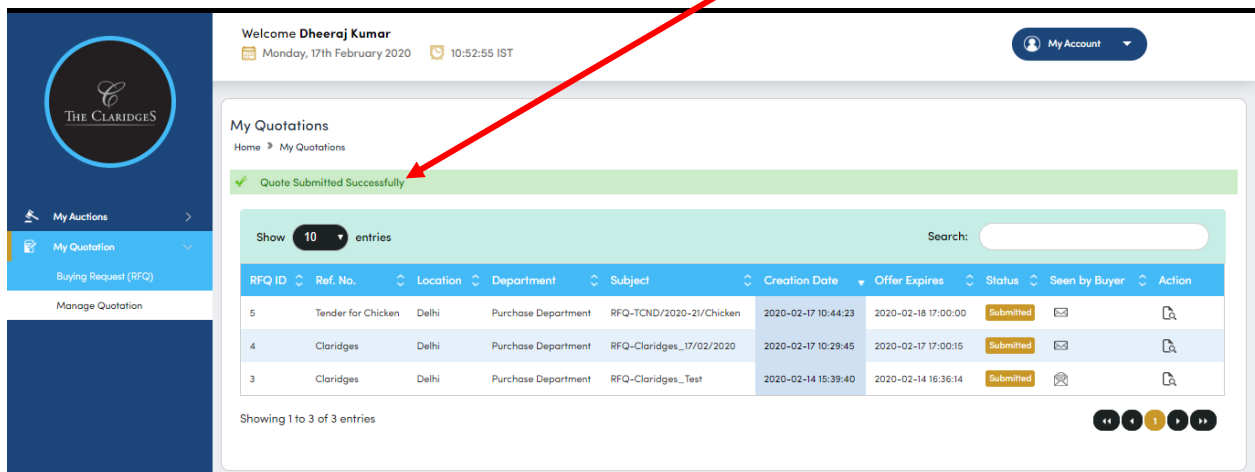 Welcome Dheeraj Kumar
Monday, 17th February 2020 10:52:55 IST
My Account
C
THE CLARIDGES
My Quotations
Home » My Quotations
Quote Submitted Successfully
My Auctions
My Quotation
Buying Request (RFQ)
Manage Quotation
Show 10 entries Search:
RFQ ID Ref. No. Location Department Subject Creation Date Offer Expires Status Seen by Buyer Action
5 Tender for Chicken Delhi Purchase Department RFQ-TCND/2020-21/Chicken 2020-02-17 10:44:23 2020-02-18 17:00:00 Submitted
4 Claridges Delhi Purchase Department RFQ-Claridges_17/02/2020 2020-02-17 10:29:45 2020-02-17 17:00:15 Submitted
3 Claridges Delhi Purchase Department RFQ-Claridges_Test 2020-02-14 15:39:40 2020-02-14 16:36:14 Submitted
Showing 1 to 3 of 3 entries
1